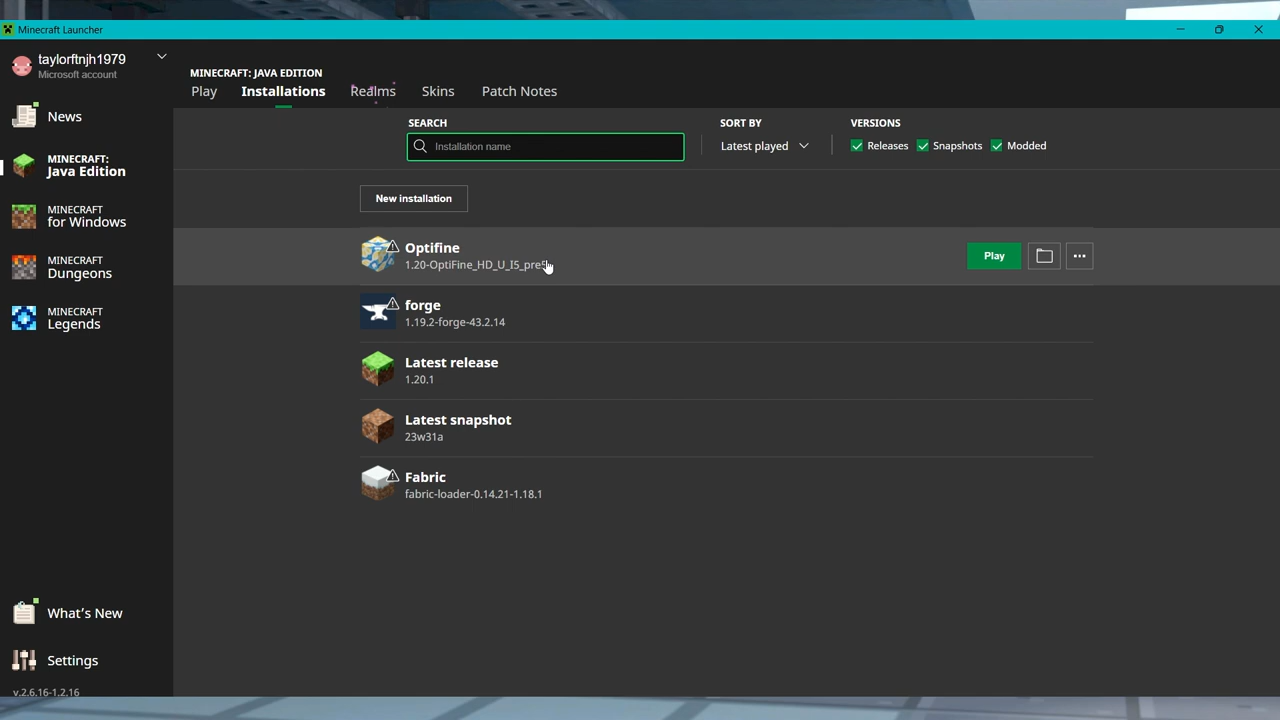 Minecraft Launcher
taylorftnjh1979
Microsoft account
News
MINECRAFT:
Java Edition
MINECRAFT
for Windows
MINECRAFT
Dungeons
MINECRAFT
Legends
What's New
Settings
v.2.6.16-1.2.16
MINECRAFT: JAVA EDITION
Play Installations Realms Skins Patch Notes
SEARCH SORT BY VERSIONS
Installation name Latest played Releases Snapshots Modded
New installation
Optifine
1.20-OptiFine_HD_U_I5_pre5
Play
forge
1.19.2-forge-43.2.14
Latest release
1.20.1
Latest snapshot
23w31a
Fabric
fabric-loader-0.14.21-1.18.1